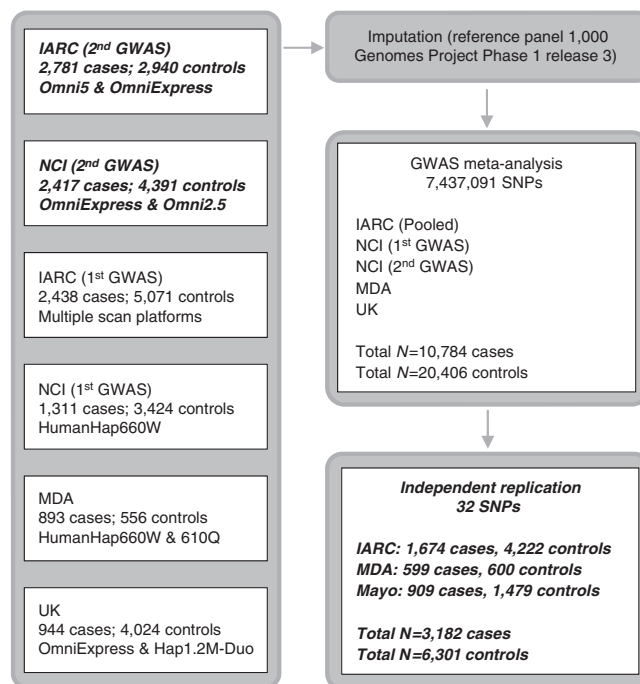 IARC (2nd GWAS)
2,781 cases; 2,940 controls
Omni5 & OmniExpress
NCI (2nd GWAS)
2,417 cases; 4,391 controls
OmniExpress & Omni2.5
IARC (1st GWAS)
2,438 cases; 5,071 controls
Multiple scan platforms
NCI (1st GWAS)
1,311 cases; 3,424 controls
HumanHap660W
MDA
893 cases; 556 controls
HumanHap660W & 610Q
UK
944 cases; 4,024 controls
OmniExpress & Hap1.2M-Duo
Imputation (reference panel 1,000
Genomes Project Phase 1 release 3)
GWAS meta-analysis
7,437,091 SNPs
IARC (Pooled)
NCI (1st GWAS)
NCI (2nd GWAS)
MDA
UK
Total N=10,784 cases
Total N=20,406 controls
Independent replication
32 SNPs
IARC: 1,674 cases, 4,222 controls
MDA: 599 cases, 600 controls
Mayo: 909 cases, 1,479 controls
Total N=3,182 cases
Total N=6,301 controls